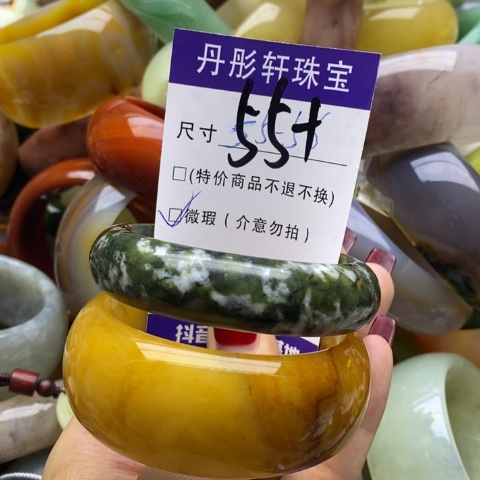 丹彤轩珠宝
尺寸 55+
□(特价商品不退不换)
☑微瑕(介意勿拍)
抖音